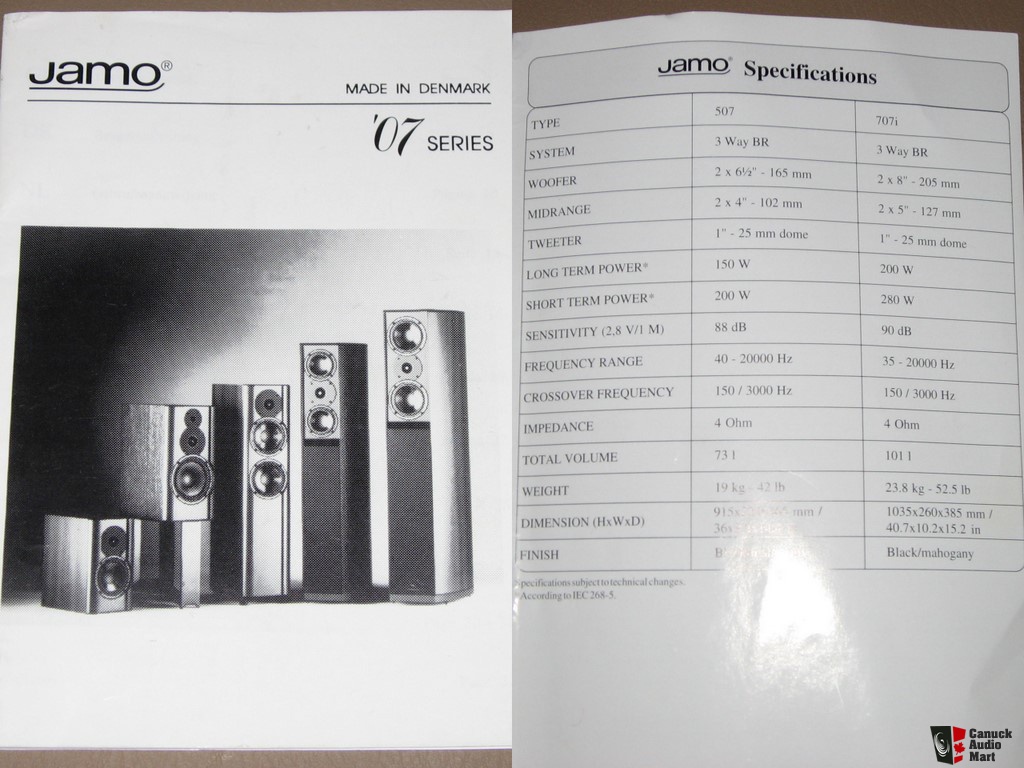 Jamo®
MADE IN DENMARK
'07 SERIES
Jamo® Specifications
TYPE 507 707i
SYSTEM 3 Way BR 3 Way BR
WOOFER 2 x 6½" - 165 mm 2 x 8" - 205 mm
MIDRANGE 2 x 4" - 102 mm 2 x 5" - 127 mm
TWEETER 1" - 25 mm dome 1" - 25 mm dome
LONG TERM POWER* 150 W 200 W
SHORT TERM POWER* 200 W 280 W
SENSITIVITY (2,8 V/1 M) 88 dB 90 dB
FREQUENCY RANGE 40 - 20000 Hz 35 - 20000 Hz
CROSSOVER FREQUENCY 150 / 3000 Hz 150 / 3000 Hz
IMPEDANCE 4 Ohm 4 Ohm
TOTAL VOLUME 73 l 101 l
WEIGHT 19 kg - 42 lb 23.8 kg - 52.5 lb
DIMENSION (HxWxD) mm / 1035x260x385 mm /
40.7x10.2x15.2 in
FINISH Black/mahogany
pecifications subject to technical changes.
According to IEC 268-5.
Canuck
Audio
Mart